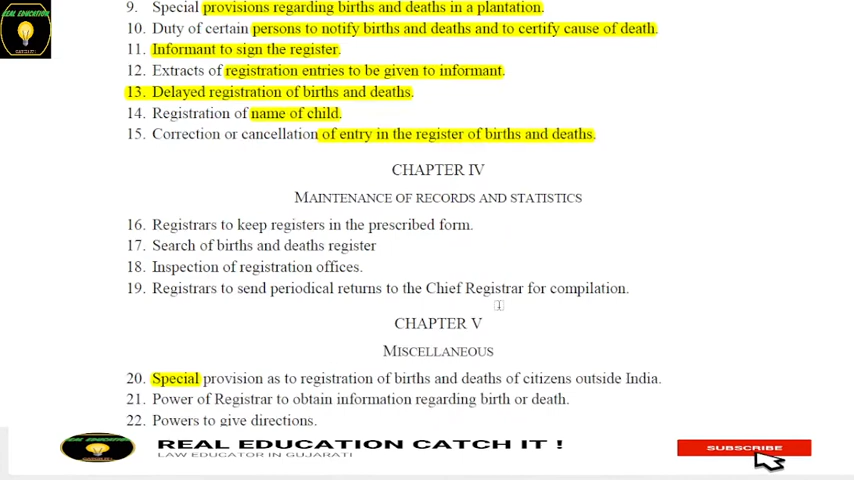 REAL EDUCATION
9. Special provisions regarding births and deaths in a plantation.
10. Duty of certain persons to notify births and deaths and to certify cause of death.
11. Informant to sign the register.
12. Extracts of registration entries to be given to informant.
13. Delayed registration of births and deaths.
14. Registration of name of child.
15. Correction or cancellation of entry in the register of births and deaths.
CHAPTER IV
MAINTENANCE OF RECORDS AND STATISTICS
16. Registrars to keep registers in the prescribed form.
17. Search of births and deaths register
18. Inspection of registration offices.
19. Registrars to send periodical returns to the Chief Registrar for compilation.
CHAPTER V
MISCELLANEOUS
20. Special provision as to registration of births and deaths of citizens outside India.
21. Power of Registrar to obtain information regarding birth or death.
22. Powers to give directions.
REAL EDUCATION
REAL EDUCATION CATCH IT !
LAW EDUCATOR IN GUJARATI
SUBSCRIBE